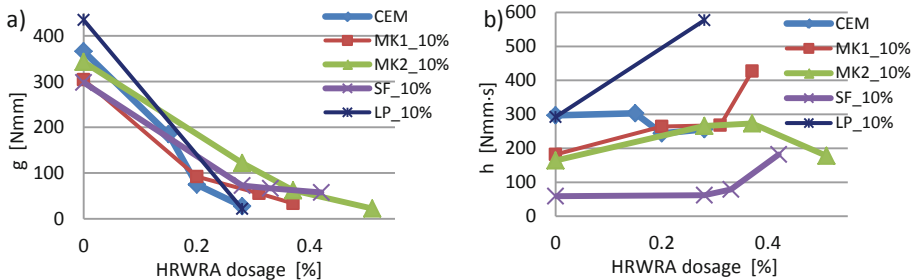 a)
g [Nmm]
400
300
200
100
0
0
0.2
0.4
HRWRA dosage [%]
CEM
MK1_10%
MK2_10%
SF_10%
LP_10%
b)
h [Nmm·s]
600
500
400
300
200
100
0
0
0.2
0.4
HRWRA dosage [%]
CEM
MK1_10%
MK2_10%
SF_10%
LP_10%